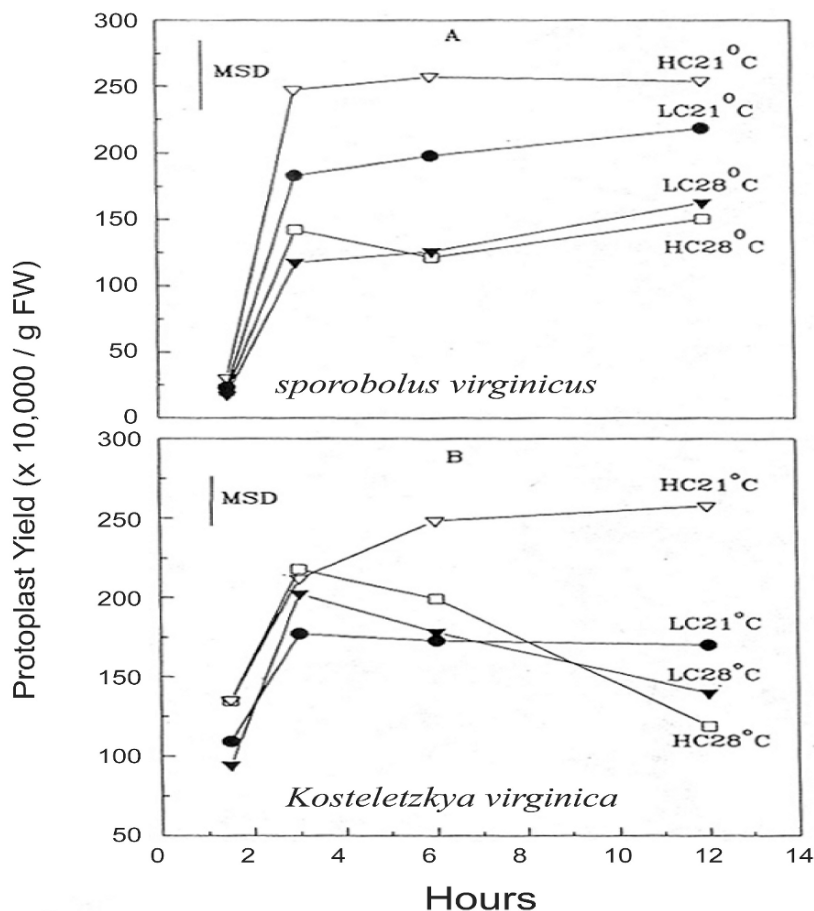 300
A
HC21°C
MSD
250
LC21°C
200
LC28°C
150
HC28°C
100
50
sporobolus virginicus
0
Protoplast Yield (x 10,000 / g FW)
300
B
HC21°C
MSD
250
200
LC21°C
150
LC28°C
HC28°C
100
Kosteletzkya virginica
50
0 2 4 6 8 10 12 14
Hours